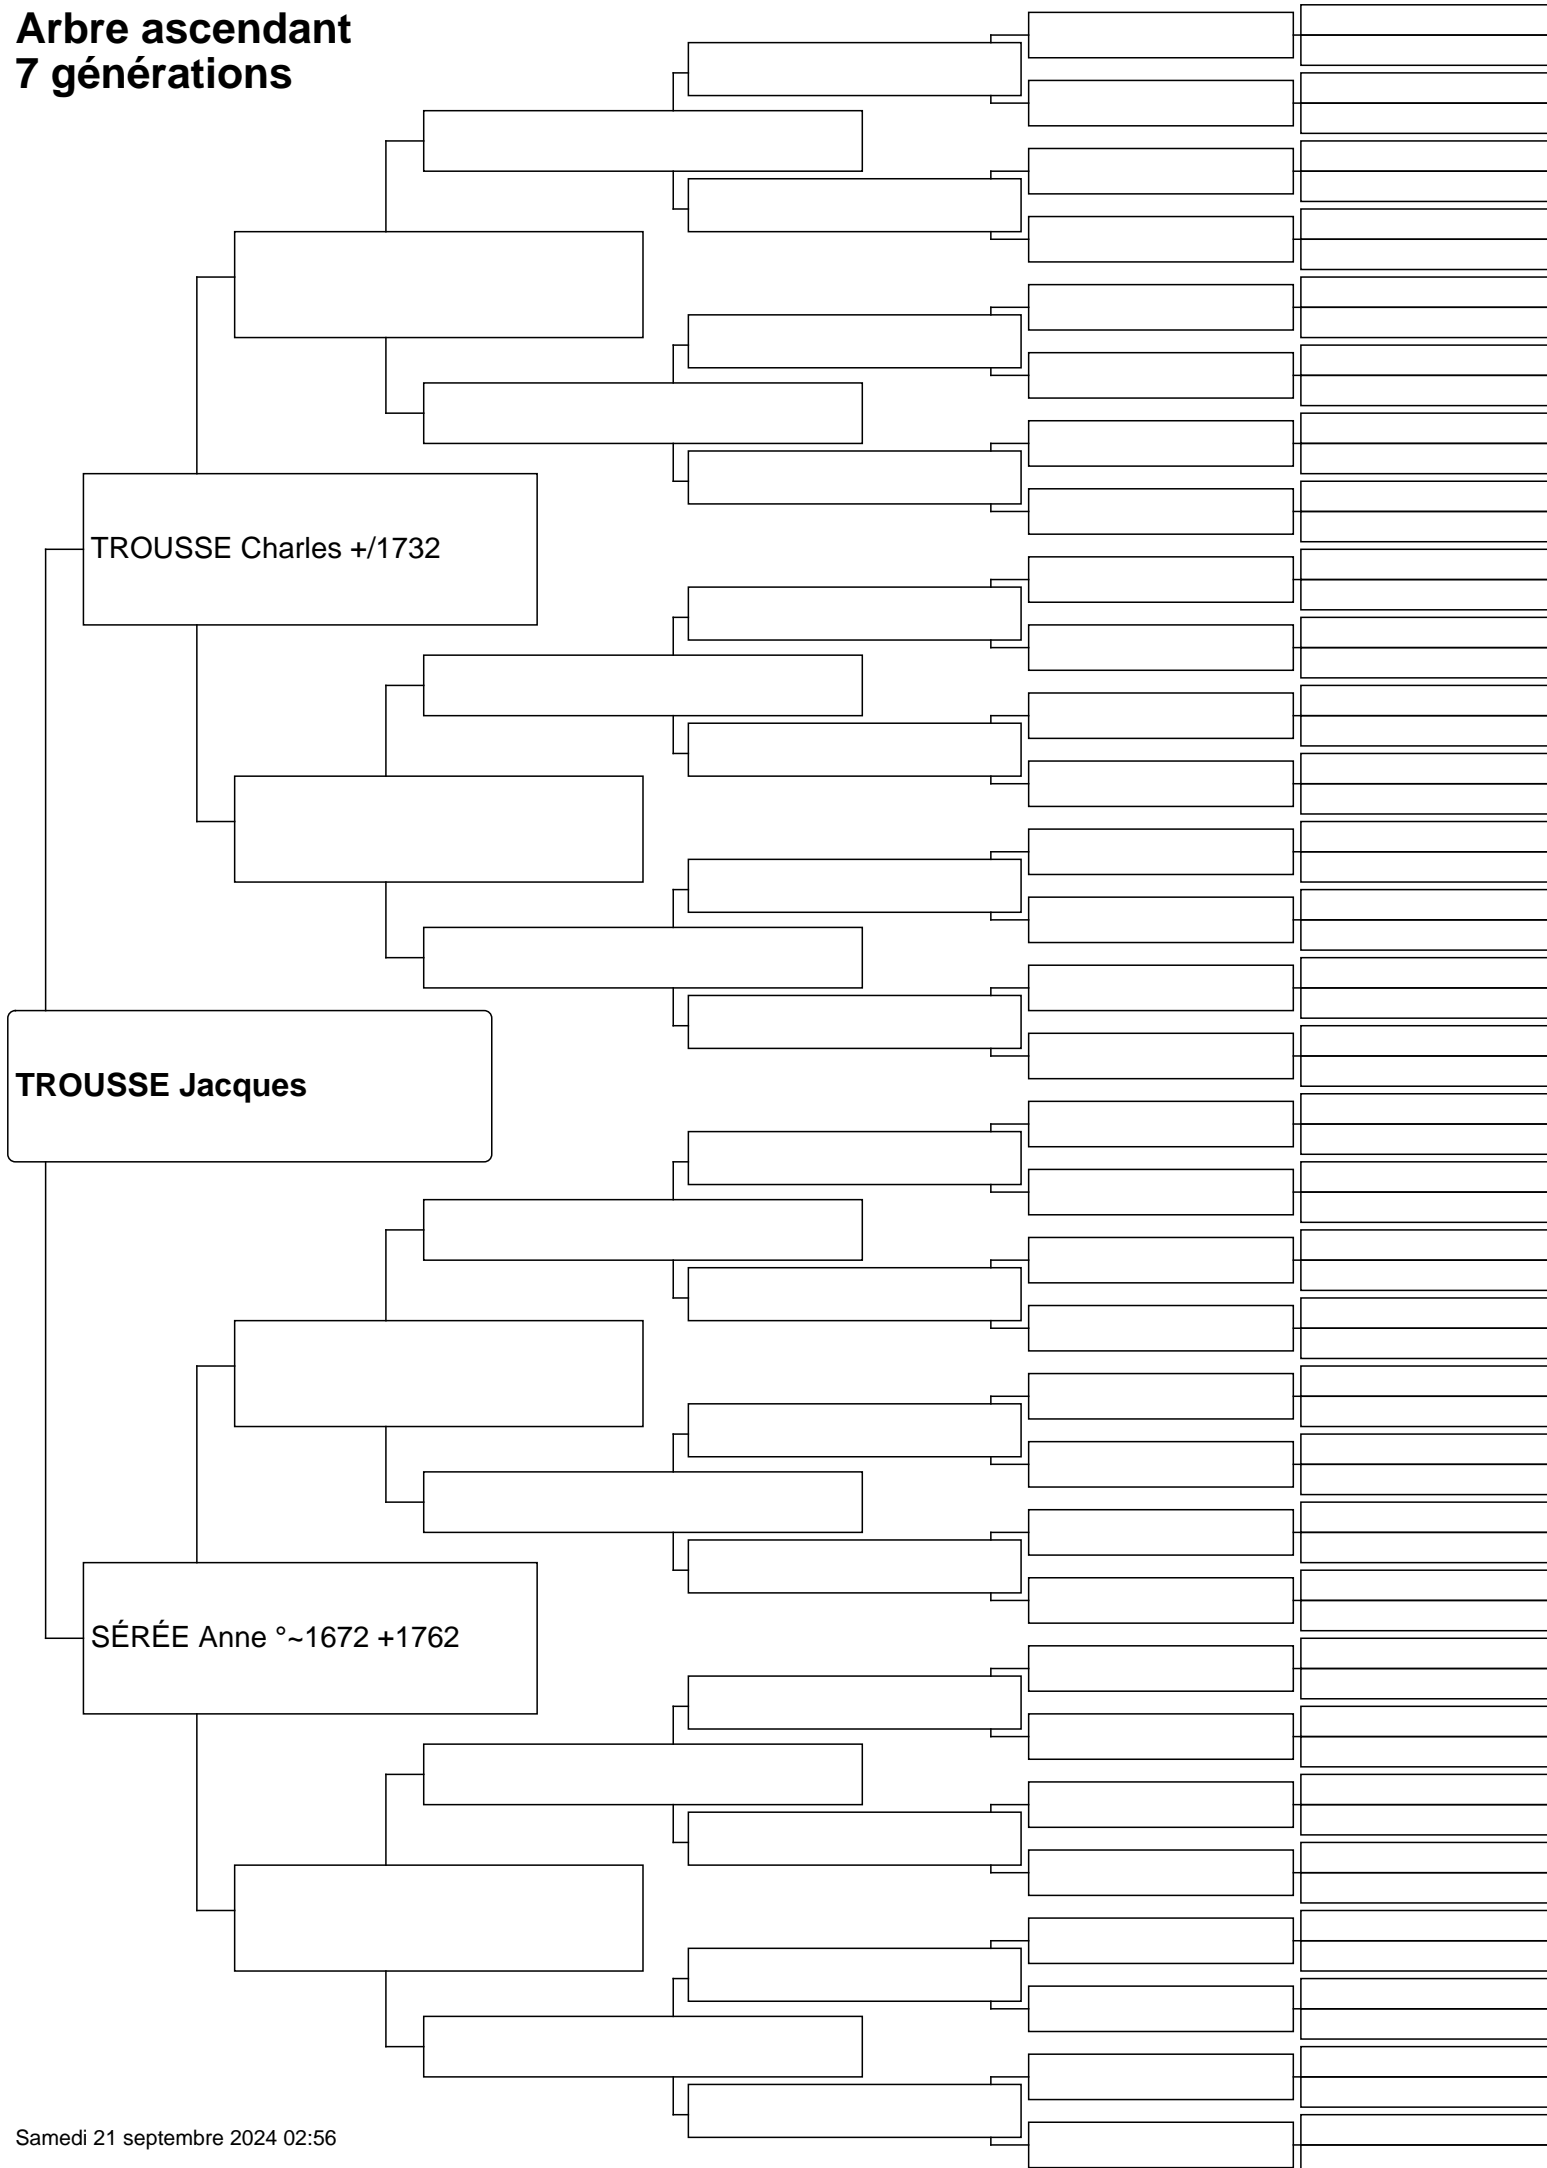 Arbre ascendant
7 générations
TROUSSE Charles +/1732
TROUSSE Jacques
SÉRÉE Anne °~1672 +1762
Samedi 21 septembre 2024 02:56